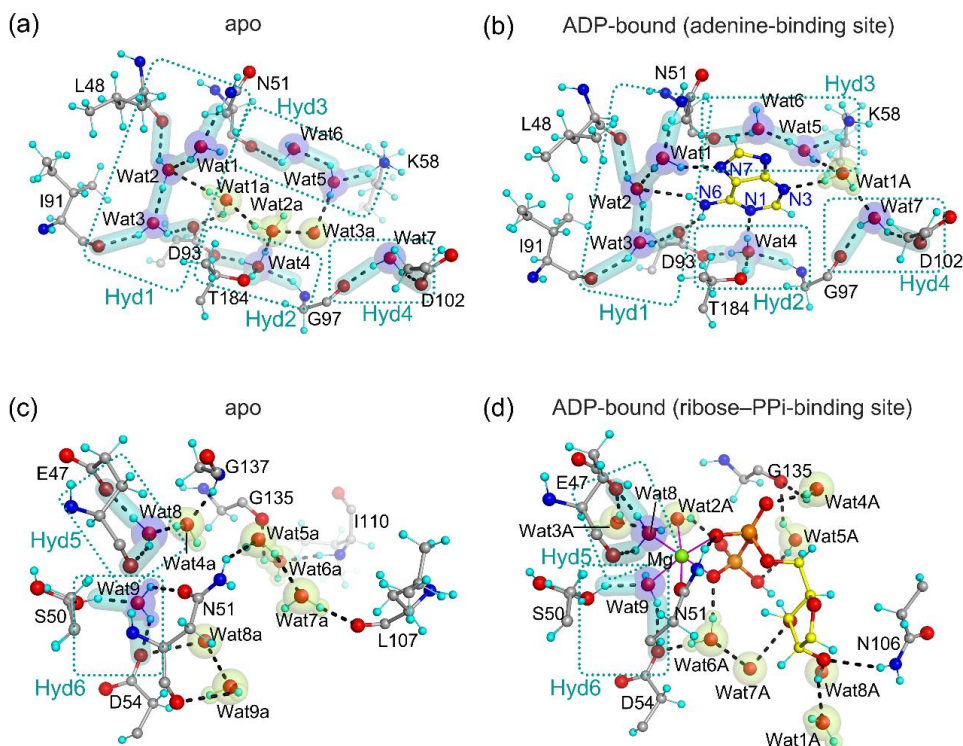 (a)
apo
L48
N51
Hyd3
Wat6
K58
Wat1
Wat2
Wat5
Wat1a
I91
Wat2a
Wat3
Wat3a
D93
Wat7
Wat4
T184
D102
Hyd1
Hyd2
G97
Hyd4
(b)
ADP-bound (adenine-binding site)
N51
Hyd3
Wat6
L48
Wat5
K58
Wat1
N7
Wat1A
Wat2
N6
N1
N3
I91
Wat7
Wat3
D93
Wat4
D102
T184
Hyd1
Hyd2
G97
Hyd4
(c)
apo
E47
G137
Wat8
G135
I110
Wat5a
Hyd5
Wat4a
Wat6a
Wat9
N51
Wat7a
S50
L107
Wat8a
Hyd6
D54
Wat9a
(d)
ADP-bound (ribose–PPi-binding site)
E47
G135
Wat8
Wat2A
Wat4A
Wat3A
Wat5A
Hyd5
Mg
Wat9
S50
N51
N106
Wat6A
Hyd6
Wat7A
Wat8A
D54
Wat1A